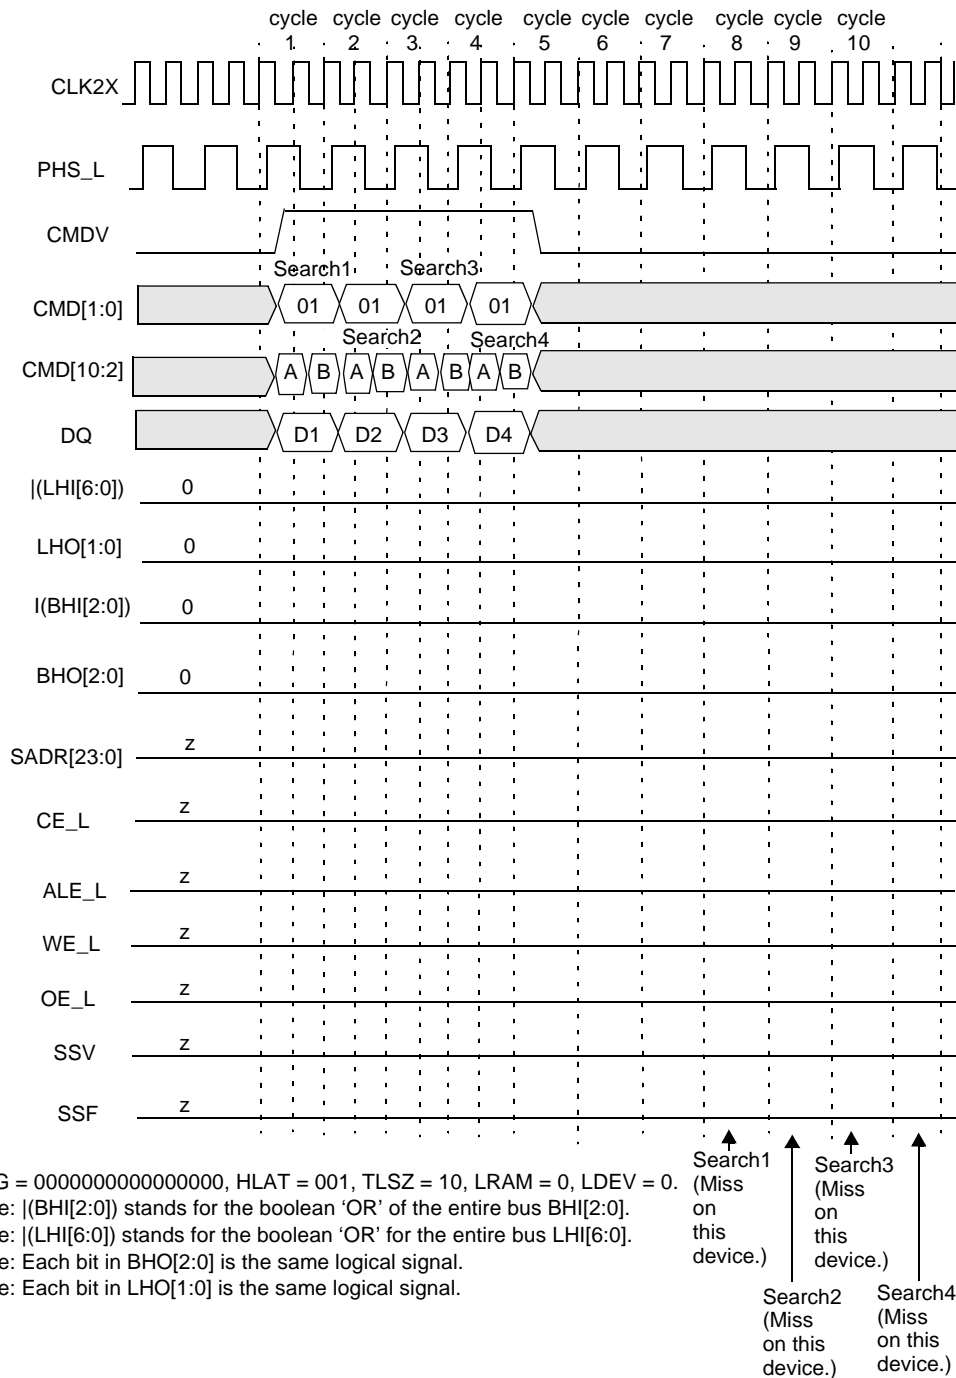 cycle cycle cycle cycle cycle cycle cycle cycle cycle cycle
1 2 3 4 5 6 7 8 9 10
CLK2X
PHS_L
CMDV
Search1 Search3
CMD[1:0] 01 01 01 01
Search2 Search4
CMD[10:2] A B A B A B A B
DQ D1 D2 D3 D4
|(LHI[6:0]) 0
LHO[1:0] 0
I(BHI[2:0]) 0
BHO[2:0] 0
SADR[23:0] z
CE_L z
ALE_L z
WE_L z
OE_L z
SSV z
SSF z
G = 0000000000000000, HLAT = 001, TLSZ = 10, LRAM = 0, LDEV = 0.
e: |(BHI[2:0]) stands for the boolean ‘OR’ of the entire bus BHI[2:0].
e: |(LHI[6:0]) stands for the boolean ‘OR’ for the entire bus LHI[6:0].
e: Each bit in BHO[2:0] is the same logical signal.
e: Each bit in LHO[1:0] is the same logical signal.
Search1
(Miss
on
this
device.)
Search2
(Miss
on this
device.)
Search3
(Miss
on
this
device.)
Search4
(Miss
on this
device.)